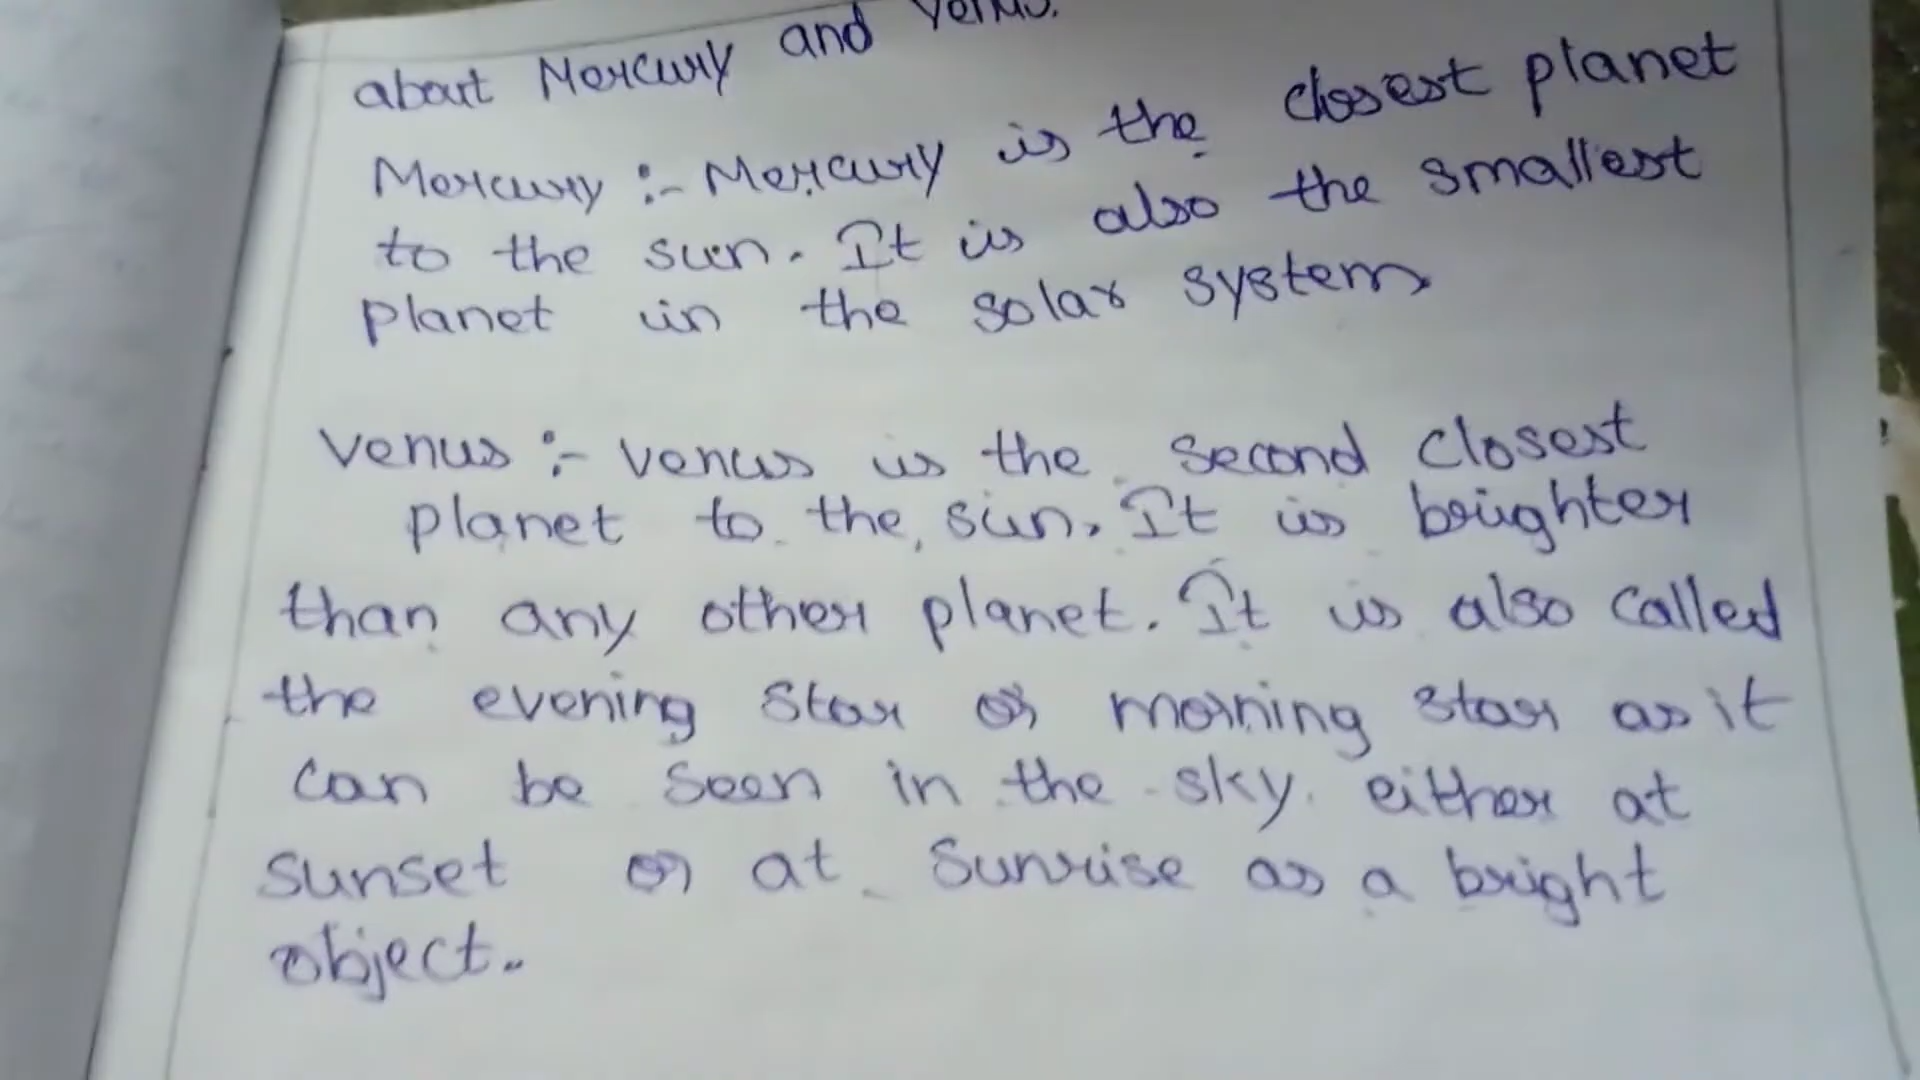 about Mercury and Venus.
Mercury :- Mercury is the closest planet
to the sun. It is also the smallest
planet in the solar system.
Venus :- Venus is the second closest
planet to the sun. It is brighter
than any other planet. It is also called
the evening star or morning star as it
can be seen in the sky either at
sunset or at sunrise as a bright
object.